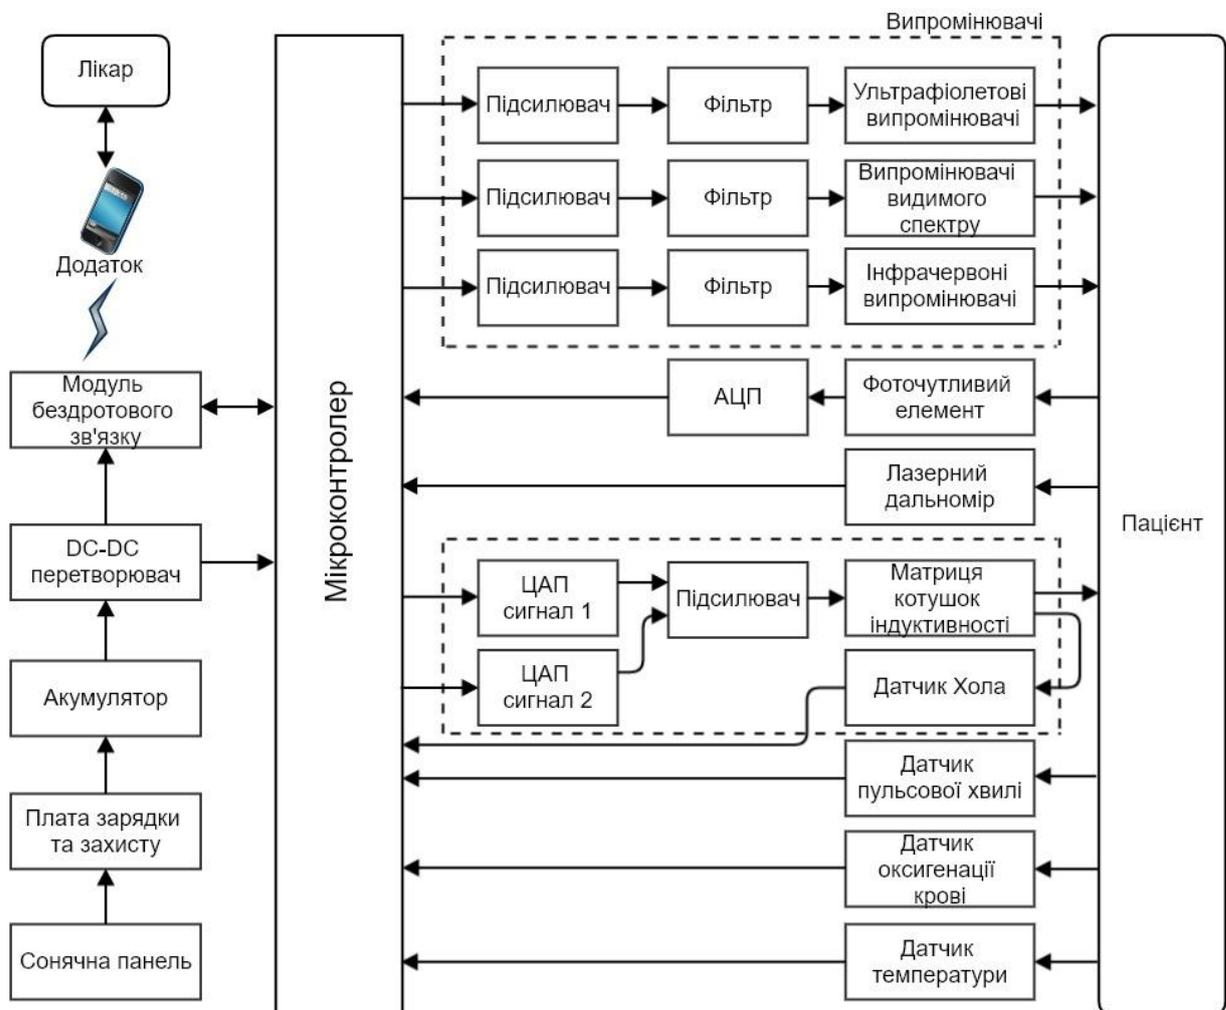 Випромінювачі
Лікар
Додаток
Модуль
бездротового
зв'язку
DC-DC
перетворювач
Акумулятор
Плата зарядки
та захисту
Сонячна панель
Мікроконтролер
Підсилювач
Фільтр
Ультрафіолетові
випромінювачі
Підсилювач
Фільтр
Випромінювачі
видимого
спектру
Підсилювач
Фільтр
Інфрачервоні
випромінювачі
АЦП
Фоточутливий
елемент
Лазерний
дальномір
ЦАП
сигнал 1
Підсилювач
Матриця
котушок
індуктивності
ЦАП
сигнал 2
Датчик Хола
Датчик
пульсової хвилі
Датчик
оксигенації
крові
Датчик
температури
Пацієнт